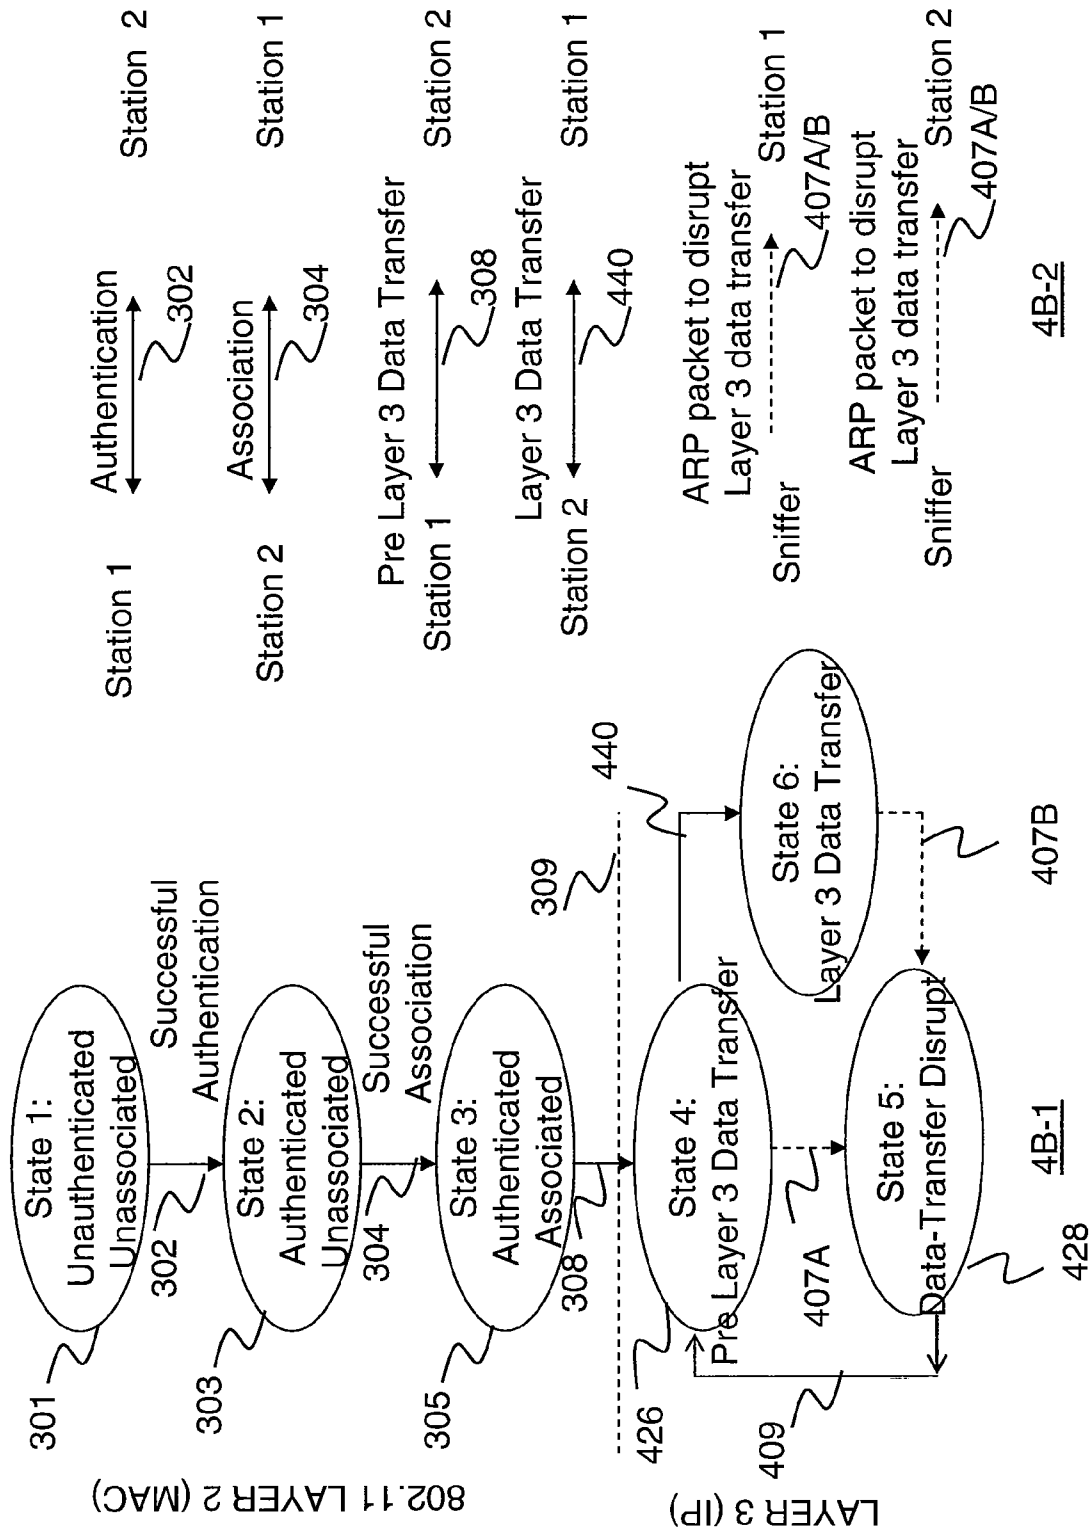 802.11 LAYER 2 (MAC)
LAYER 3 (IP)
301
State 1:
Unauthenticated
Unassociated
302
Successful
Authentication
303
State 2:
Authenticated
Unassociated
304
Successful
Association
305
State 3:
Authenticated
Associated
308
309
426
State 4:
Pre Layer 3 Data Transfer
440
407A
State 6:
Layer 3 Data Transfer
409
State 5:
Data-Transfer Disrupt
407B
428
4B-1
Station 1
Authentication
Station 2
302
Station 2
Association
Station 1
304
Pre Layer 3 Data Transfer
Station 1
Station 2
308
Layer 3 Data Transfer
Station 2
Station 1
440
ARP packet to disrupt
Layer 3 data transfer
Sniffer
Station 1
407A/B
ARP packet to disrupt
Layer 3 data transfer
Sniffer
Station 2
407A/B
4B-2